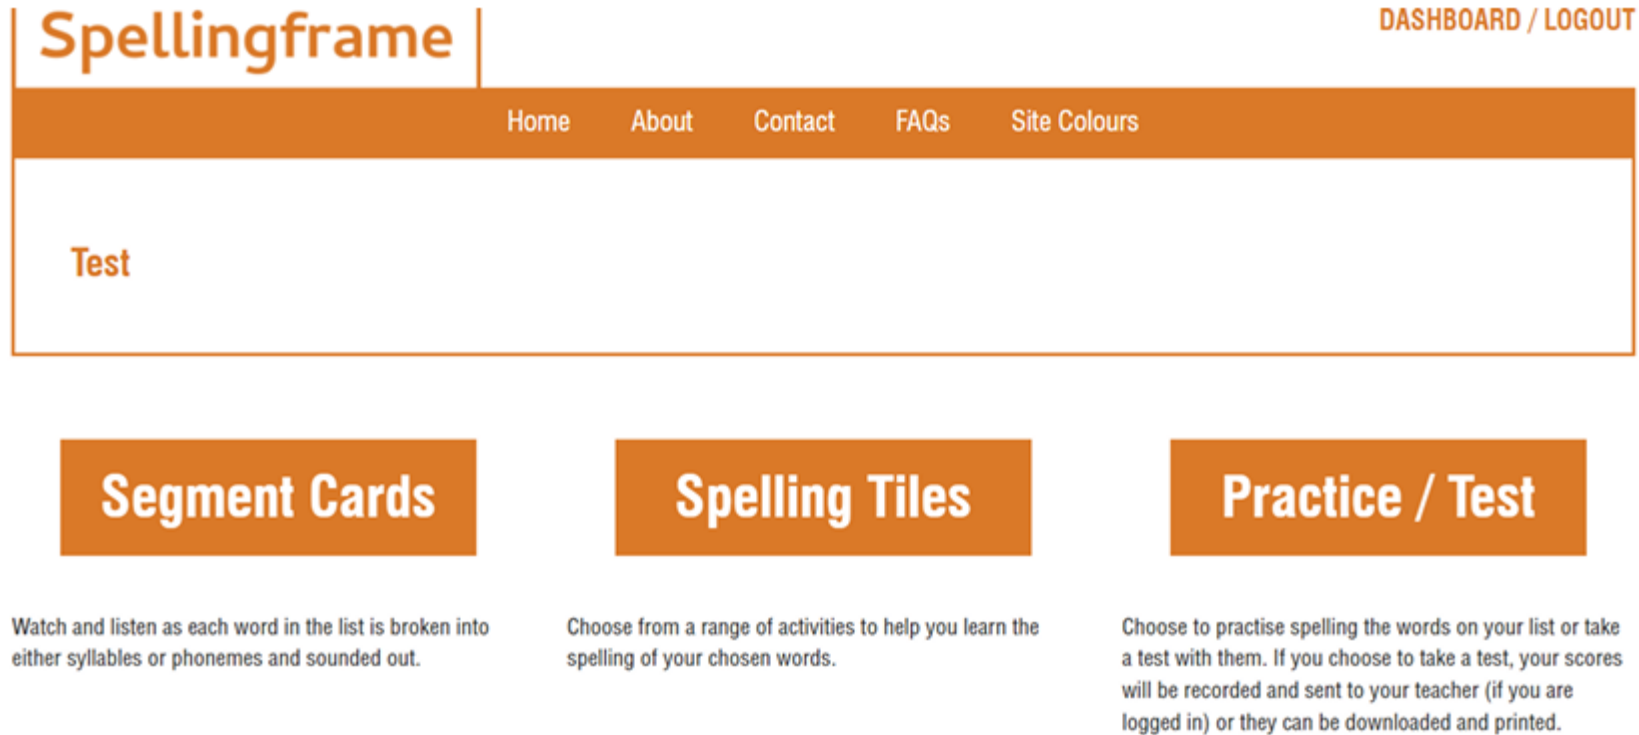 Spellingframe
DASHBOARD / LOGOUT
Home About Contact FAQs Site Colours
Test
Segment Cards
Watch and listen as each word in the list is broken into
either syllables or phonemes and sounded out.
Spelling Tiles
Choose from a range of activities to help you learn the
spelling of your chosen words.
Practice / Test
Choose to practise spelling the words on your list or take
a test with them. If you choose to take a test, your scores
will be recorded and sent to your teacher (if you are
logged in) or they can be downloaded and printed.